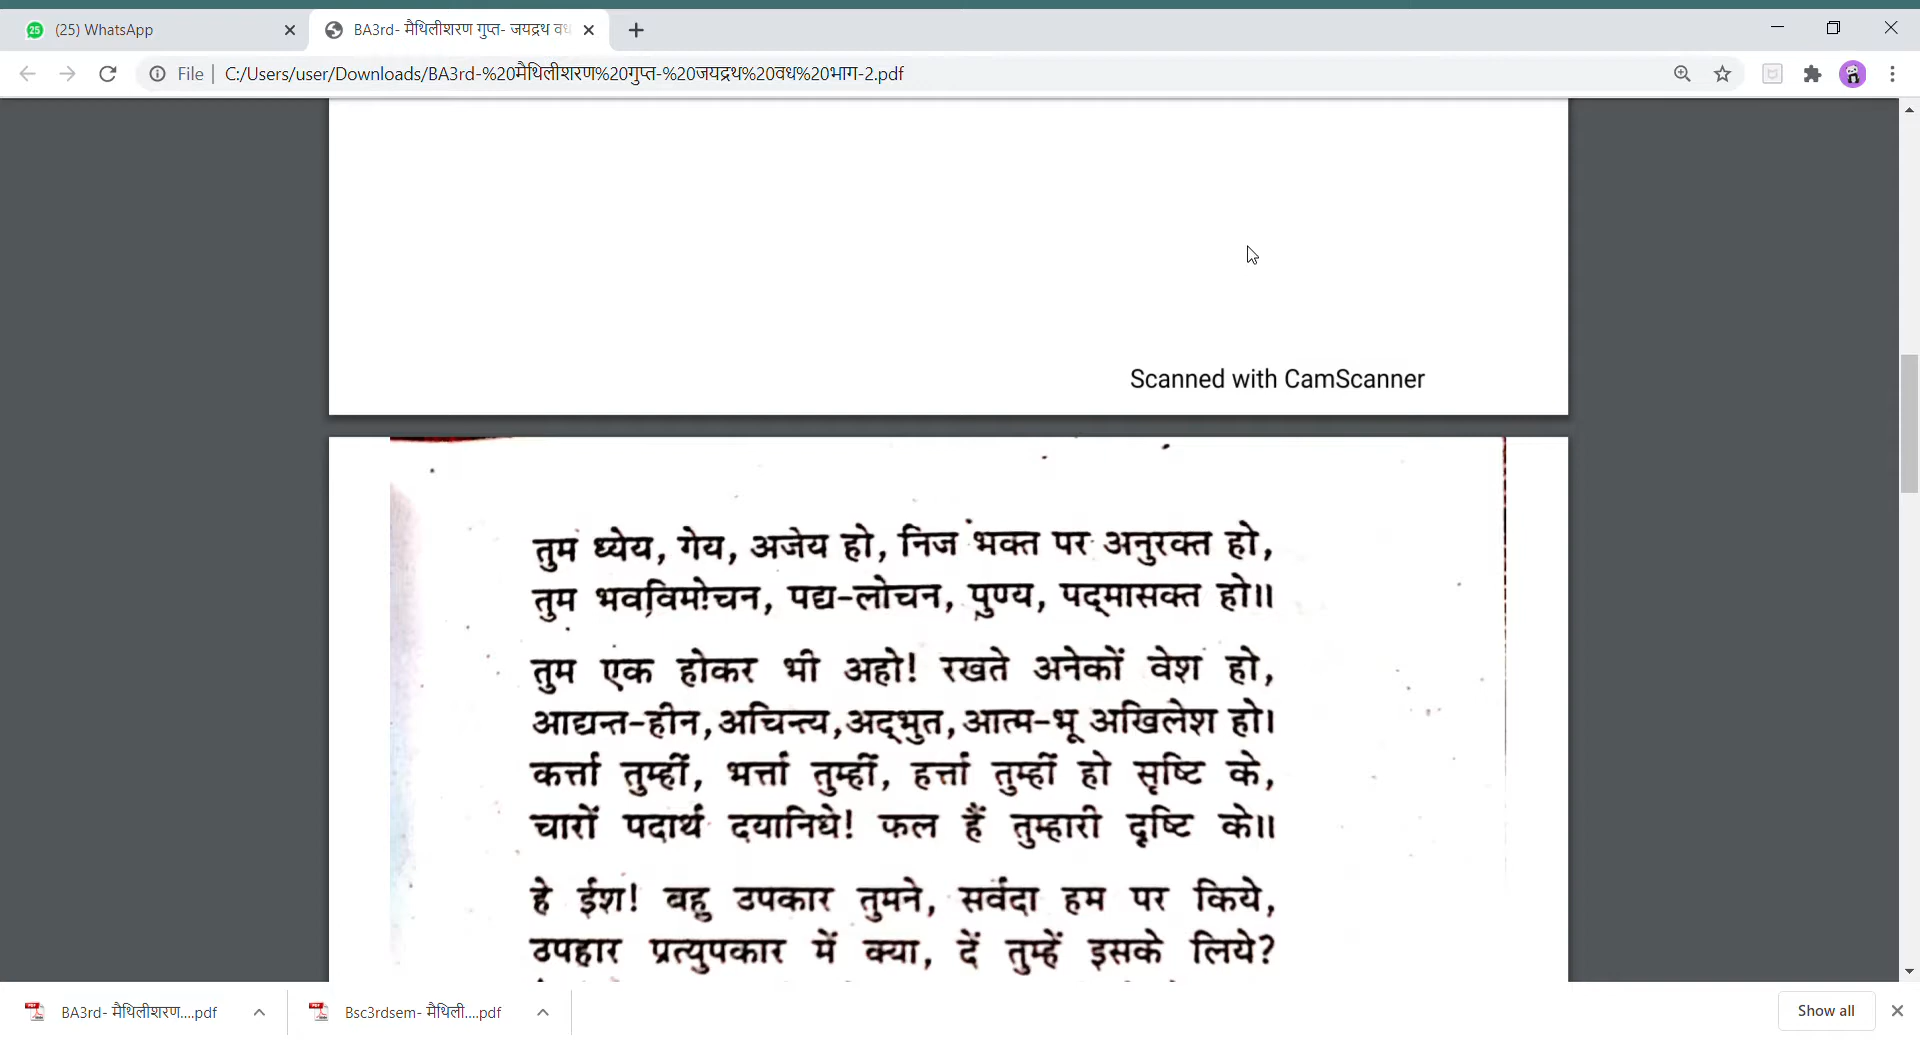 (25) WhatsApp
BA3rd- मैथिलीशरण गुप्त- जयद्रथ वध
File
C:/Users/user/Downloads/BA3rd-%20मैथिलीशरण%20गुप्त-%20जयद्रथ%20वध%20भाग-2.pdf
Scanned with CamScanner
तुम ध्येय, गेय, अजेय हो, निज भक्त पर अनुरक्त हो,
तुम भवविमोचन, पद्य-लोचन, पुण्य, पद्‌मासक्त हो॥
तुम एक होकर भी अहो! रखते अनेकों वेश हो,
आद्यन्त-हीन, अचिन्त्य, अद्‌भुत, आत्म-भू अखिलेश हो।
कर्त्ता तुम्हीं, भर्त्ता तुम्हीं, हर्त्ता तुम्हीं हो सृष्टि के,
चारों पदार्थ दयानिधे! फल हैं तुम्हारी दृष्टि के॥
हे ईश! बहु उपकार तुमने, सर्वदा हम पर किये,
उपहार प्रत्युपकार में क्या, दें तुम्हें इसके लिये?
BA3rd- मैथिलीशरण....pdf
Bsc3rdsem- मैथिली....pdf
Show all